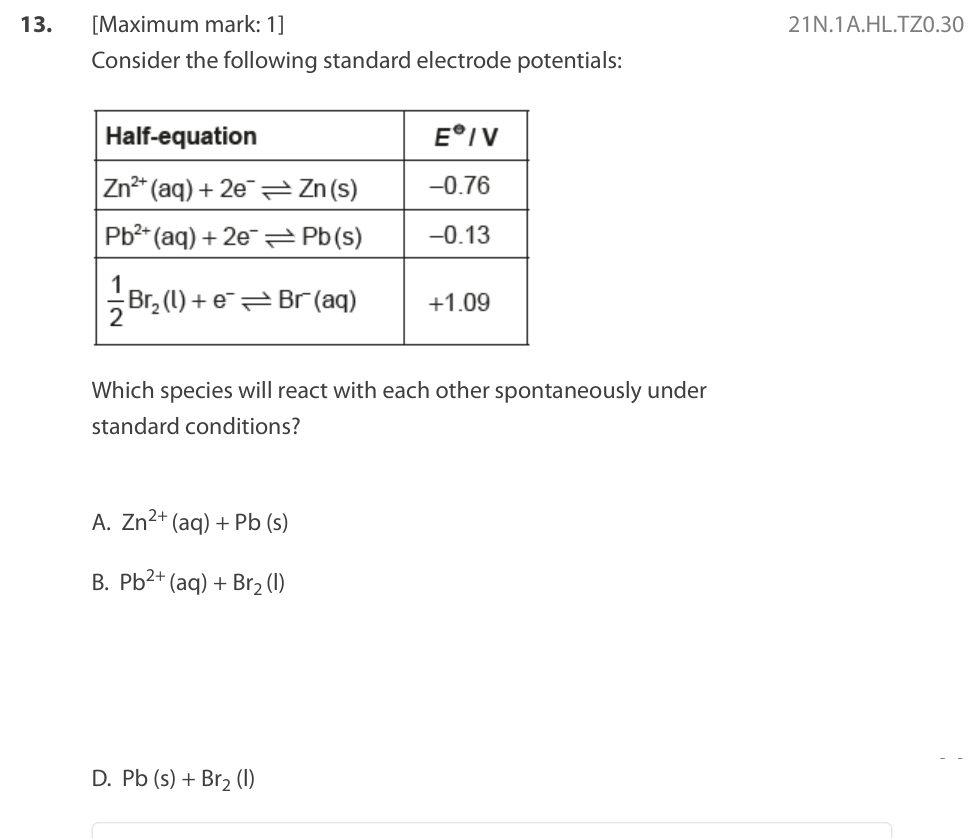 13. [Maximum mark: 1] 21N.1A.HL.TZ0.30
Consider the following standard electrode potentials:
Half-equation E⊖ / V
Zn²⁺ (aq) + 2e⁻ ⇌ Zn (s) –0.76
Pb²⁺ (aq) + 2e⁻ ⇌ Pb (s) –0.13
1/2 Br₂ (l) + e⁻ ⇌ Br⁻ (aq) +1.09
Which species will react with each other spontaneously under
standard conditions?
A. Zn²⁺ (aq) + Pb (s)
B. Pb²⁺ (aq) + Br₂ (l)
D. Pb (s) + Br₂ (l)